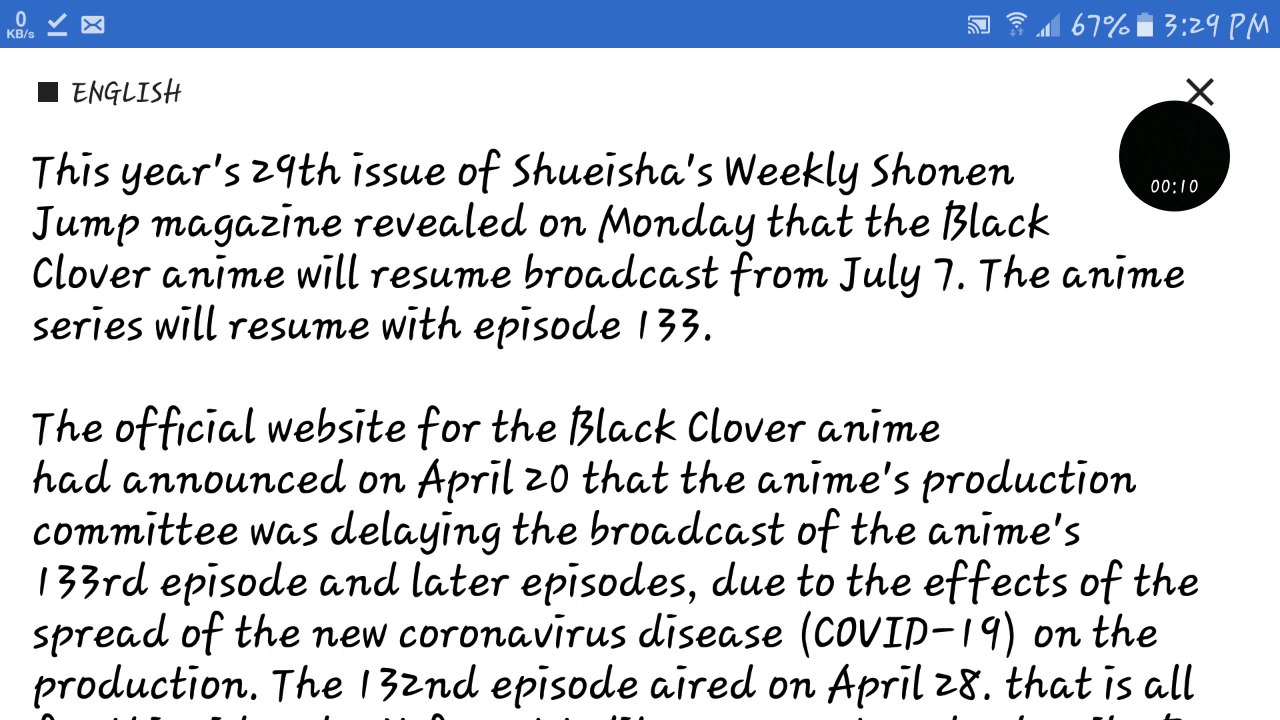 0
KB/s
67% 3:29 PM
ENGLISH
00:10
This year's 29th issue of Shueisha's Weekly Shonen
Jump magazine revealed on Monday that the Black
Clover anime will resume broadcast from July 7. The anime
series will resume with episode 133.
The official website for the Black Clover anime
had announced on April 20 that the anime's production
committee was delaying the broadcast of the anime's
133rd episode and later episodes, due to the effects of the
spread of the new coronavirus disease (COVID-19) on the
production. The 132nd episode aired on April 28. that is all